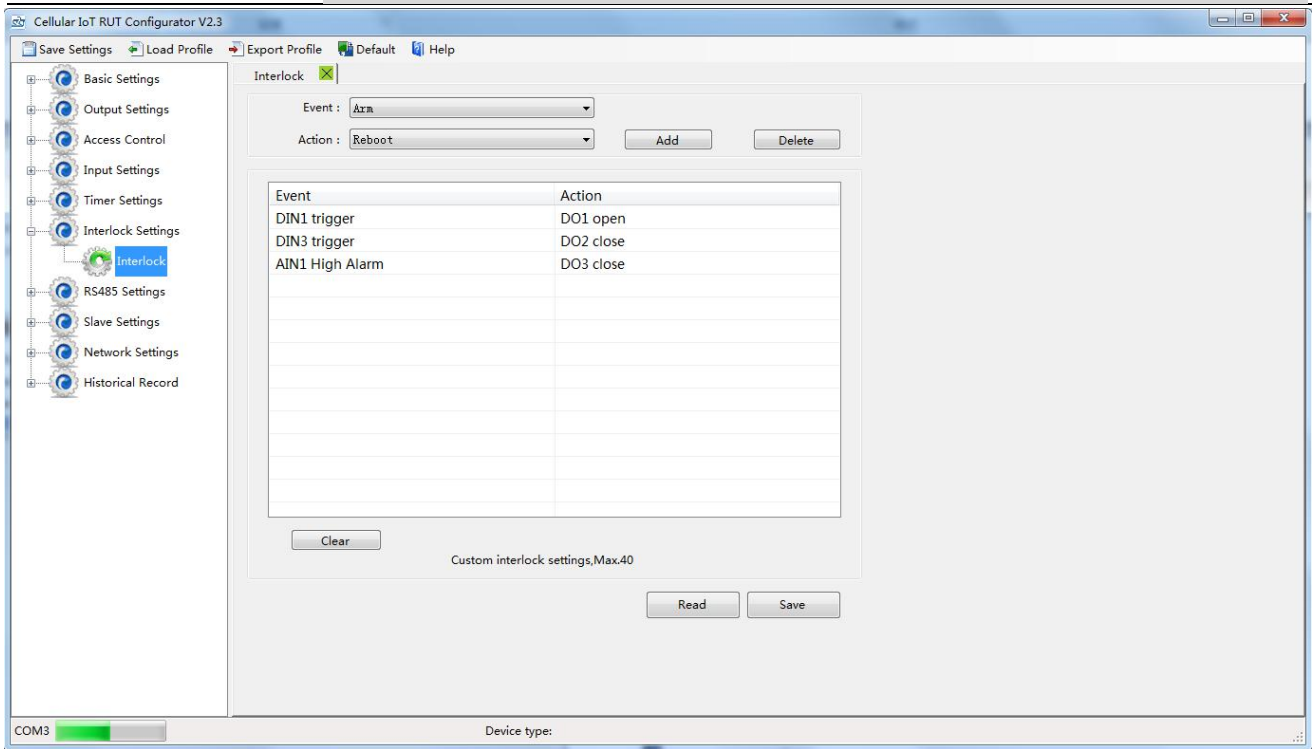 Cellular IoT RUT Configurator V2.3
Save Settings Load Profile Export Profile Default Help
Basic Settings
Output Settings
Access Control
Input Settings
Timer Settings
Interlock Settings
Interlock
RS485 Settings
Slave Settings
Network Settings
Historical Record
Interlock
Event : Arm
Action : Reboot Add Delete
Event Action
DIN1 trigger DO1 open
DIN3 trigger DO2 close
AIN1 High Alarm DO3 close
Clear
Custom interlock settings,Max.40
Read Save
COM3 Device type: